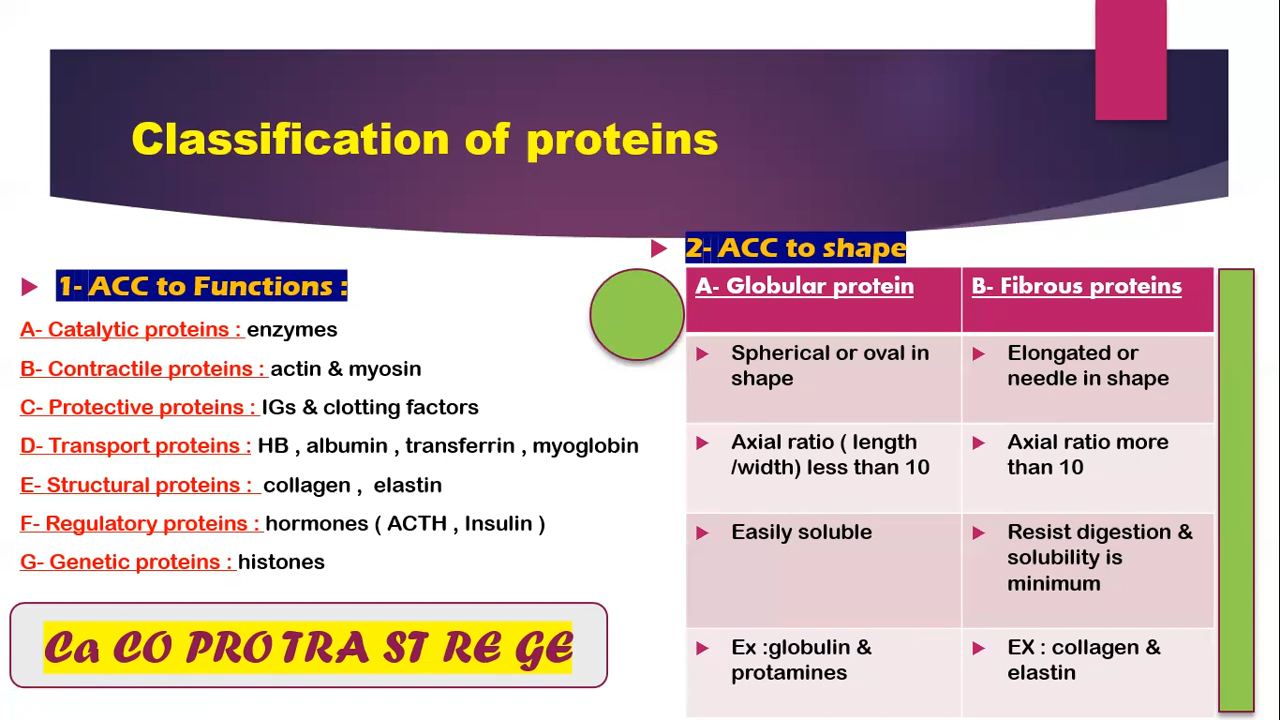 Classification of proteins
1- ACC to Functions :
A- Catalytic proteins : enzymes
B- Contractile proteins : actin & myosin
C- Protective proteins : IGs & clotting factors
D- Transport proteins : HB , albumin , transferrin , myoglobin
E- Structural proteins : collagen , elastin
F- Regulatory proteins : hormones ( ACTH , Insulin )
G- Genetic proteins : histones
Ca CO PRO TRA ST RE GE
2- ACC to shape
A- Globular protein
B- Fibrous proteins
Spherical or oval in
shape
Elongated or
needle in shape
Axial ratio ( length
/width) less than 10
Axial ratio more
than 10
Easily soluble
Resist digestion &
solubility is
minimum
Ex :globulin &
protamines
EX : collagen &
elastin